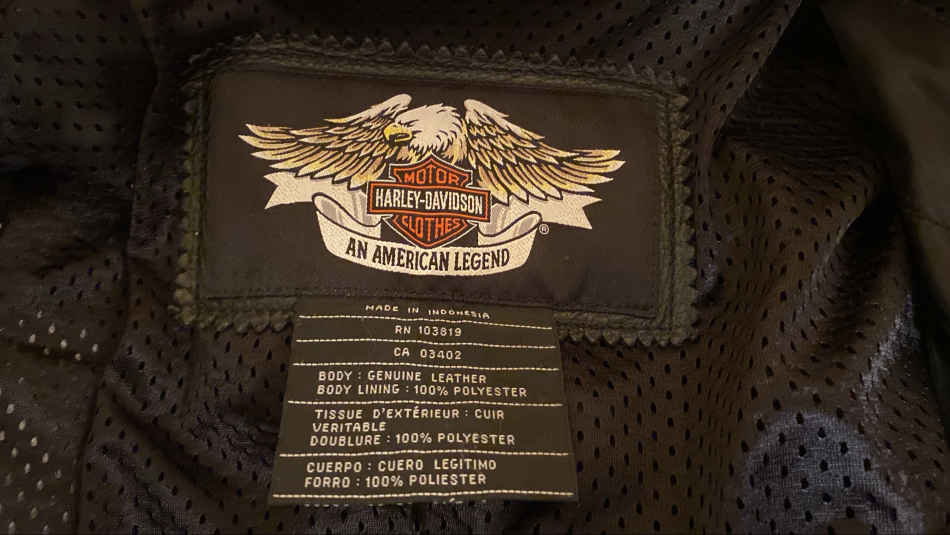 MOTOR
HARLEY-DAVIDSON
CLOTHES
®
AN AMERICAN LEGEND
MADE IN INDONESIA
RN 103819
CA 03402
BODY : GENUINE LEATHER
BODY LINING : 100% POLYESTER
TISSUE D'EXTÉRIEUR : CUIR
VERITABLE
DOUBLURE : 100% POLYESTER
CUERPO : CUERO LEGITIMO
FORRO : 100% POLIESTER